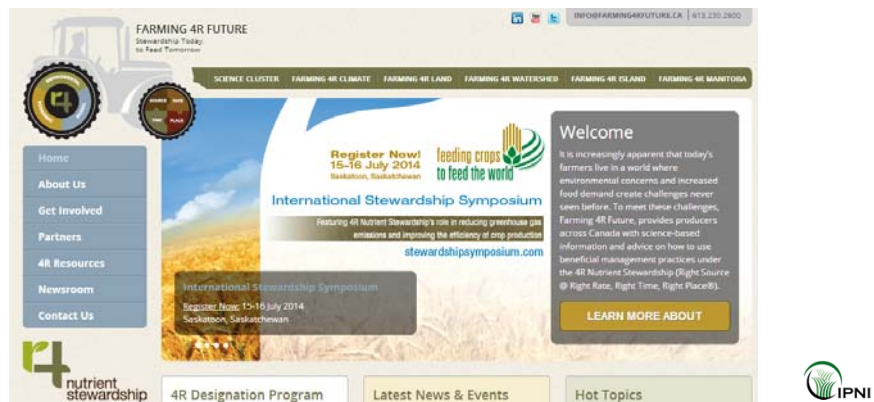 INFO@FARMING4RFUTURE.CA | 613.230.2600
FARMING 4R FUTURE
Stewardship Today.
to Feed Tomorrow
SCIENCE CLUSTER FARMING 4R CLIMATE FARMING 4R LAND FARMING 4R WATERSHED FARMING 4R ISLAND FARMING 4R MANITOBA
r4
SOURCE RATE
TIME PLACE
Home
About Us
Get Involved
Partners
4R Resources
Newsroom
Contact Us
Register Now!
15-16 July 2014
Saskatoon, Saskatchewan
feeding crops
to feed the world
International Stewardship Symposium
Featuring 4R Nutrient Stewardship's role in reducing greenhouse gas
emissions and improving the efficiency of crop production
stewardshipsymposium.com
International Stewardship Symposium
Register Now: 15-16 July 2014
Saskatoon, Saskatchewan
Welcome
It is increasingly apparent that today's
farmers live in a world where
environmental concerns and increased
food demand create challenges never
seen before. To meet these challenges,
Farming 4R Future, provides producers
across Canada with science-based
information and advice on how to use
beneficial management practices under
the 4R Nutrient Stewardship (Right Source
@ Right Rate, Right Time, Right Place®).
LEARN MORE ABOUT
r4
nutrient
stewardship
4R Designation Program
Latest News & Events
Hot Topics
IPNI